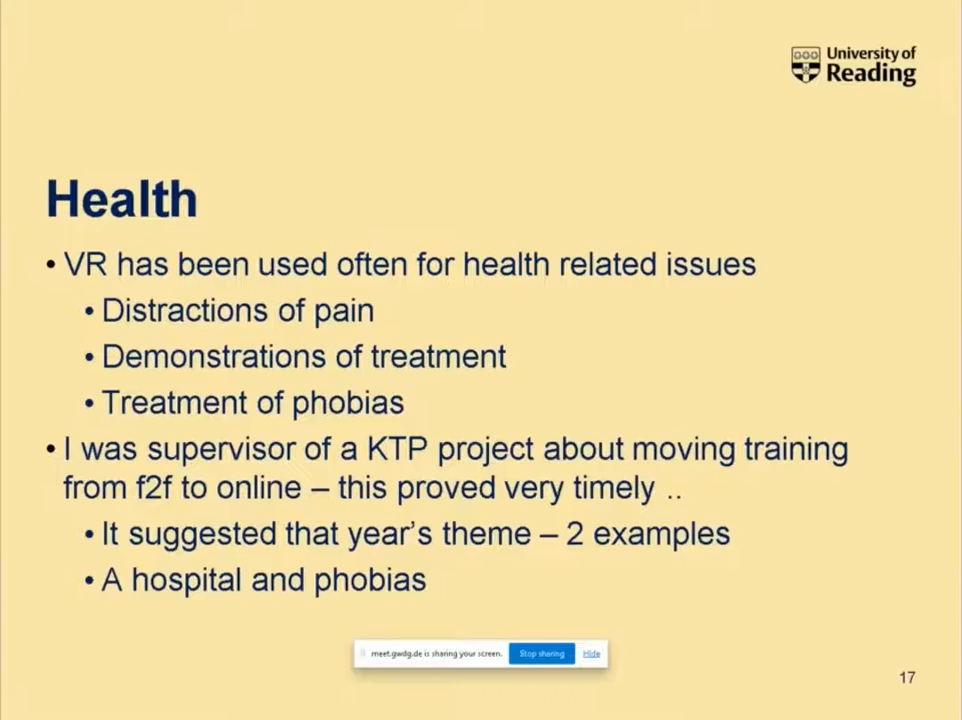 University of
Reading
Health
• VR has been used often for health related issues
• Distractions of pain
• Demonstrations of treatment
• Treatment of phobias
• I was supervisor of a KTP project about moving training
from f2f to online – this proved very timely ..
• It suggested that year’s theme – 2 examples
• A hospital and phobias
meet.gwdg.de is sharing your screen. Stop sharing Hide
17